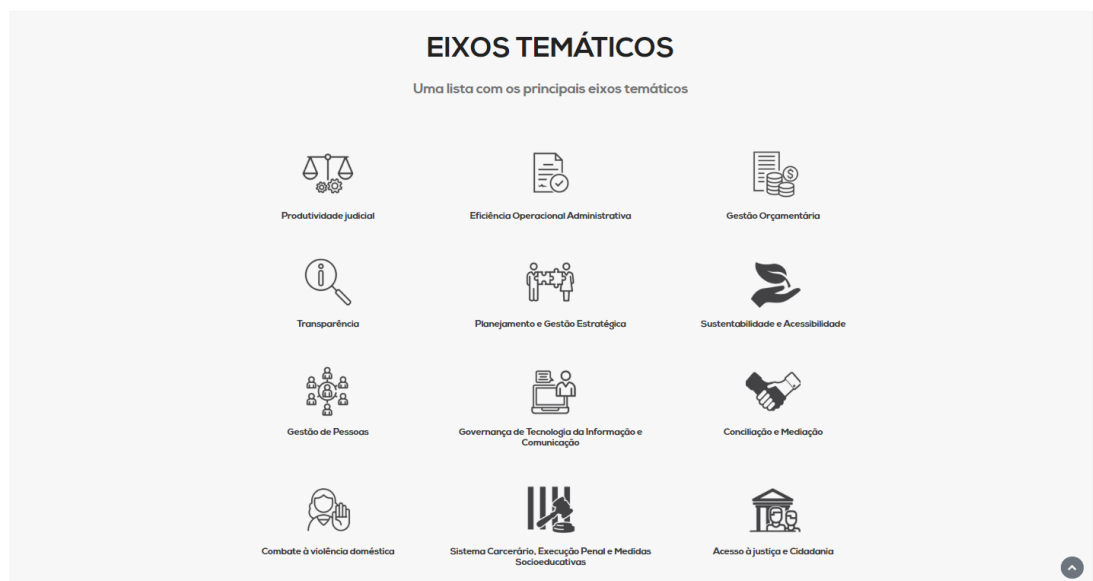 EIXOS TEMÁTICOS
Uma lista com os principais eixos temáticos
Produtividade judicial
Eficiência Operacional Administrativa
Gestão Orçamentária
Transparência
Planejamento e Gestão Estratégica
Sustentabilidade e Acessibilidade
Gestão de Pessoas
Governança de Tecnologia da Informação e
Comunicação
Conciliação e Mediação
Combate à violência doméstica
Sistema Carcerário, Execução Penal e Medidas
Socioeducativas
Acesso à justiça e Cidadania